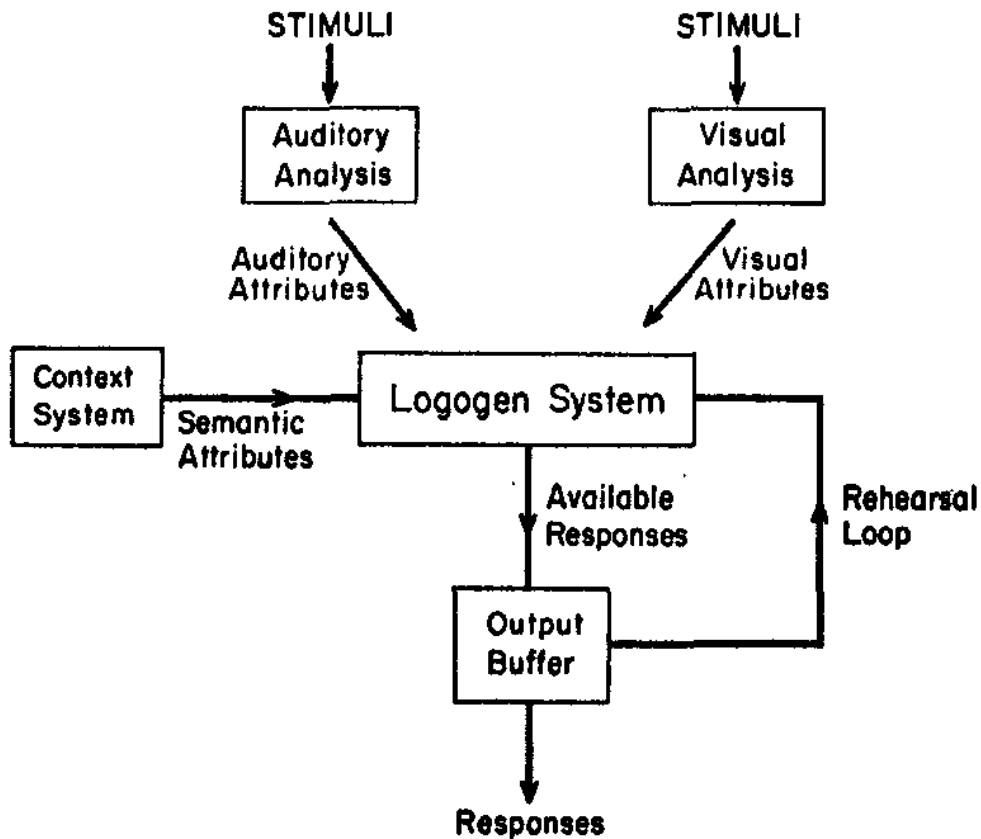 STIMULI
STIMULI
Auditory
Analysis
Visual
Analysis
Auditory
Attributes
Visual
Attributes
Context
System
Semantic
Attributes
Logogen System
Available
Responses
Rehearsal
Loop
Output
Buffer
Responses